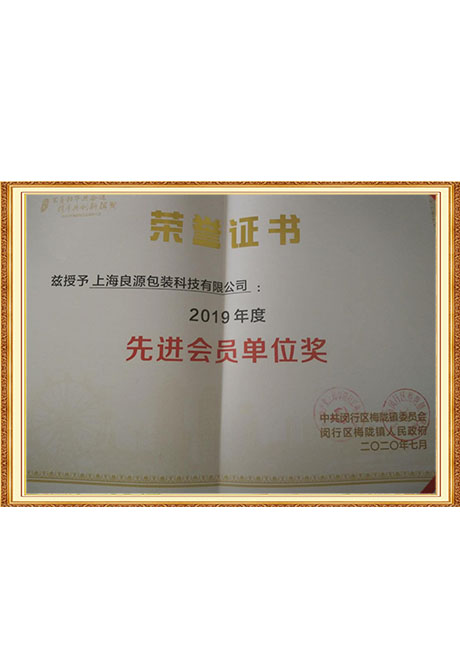 荣誉证书
兹授予上海良源包装科技有限公司：
2019年度
先进会员单位奖
中共闵行区梅陇镇委员会
闵行区梅陇镇人民政府
二〇二〇年七月